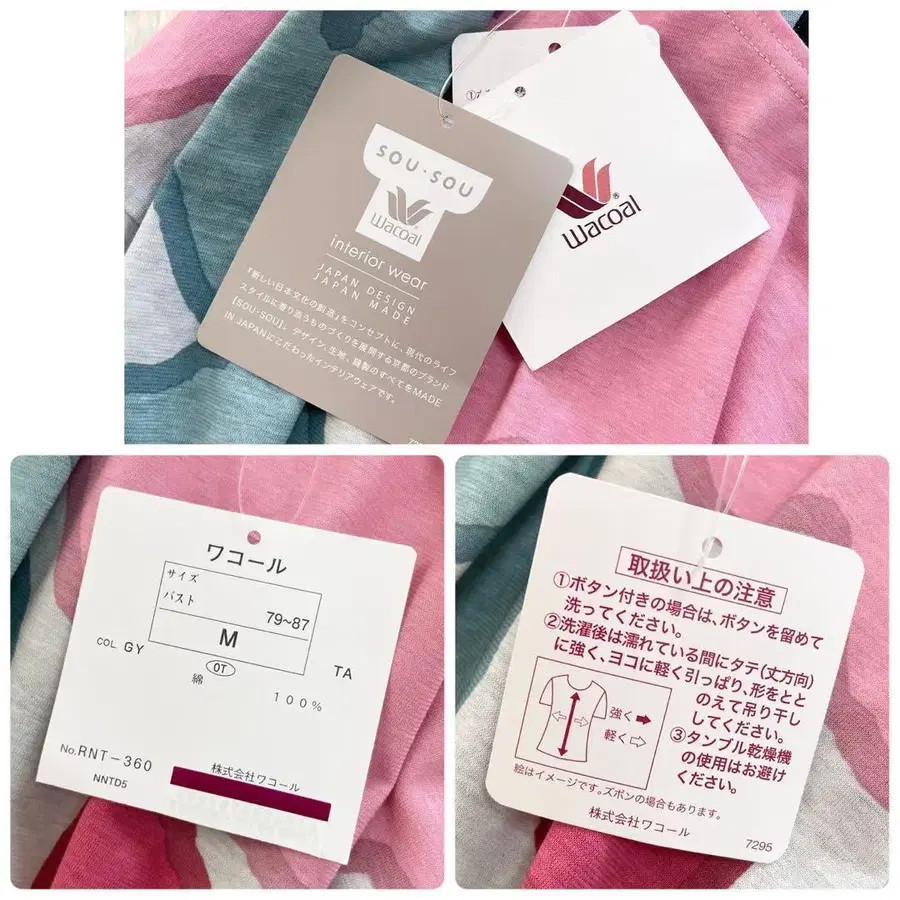 SOU・SOU
Wacoal
interior wear
JAPAN DESIGN
JAPAN MADE
『新しい日本文化の創造』をコンセプトに、現代のライフ
スタイルに寄り添うものづくりを展開する京都のブランド
【SOU・SOU】。デザイン、生地、縫製のすべてをMADE
IN JAPANにこだわったインテリアウェアです。
Wacoal®
ワコール
サイズ
バスト
79~87
M
COL. GY
OT
TA
綿
100%
No.RNT-360
NNTD5
株式会社ワコール
取扱い上の注意
①ボタン付きの場合は、ボタンを留めて
洗ってください。
②洗濯後は濡れている間にタテ(丈方向)
に強く、ヨコに軽く引っぱり、形をとと
のえて吊り干し
してください。
強く
軽く
③タンブル乾燥機
の使用はお避け
ください。
絵はイメージです。ズボンの場合もあります。
株式会社ワコール
7295